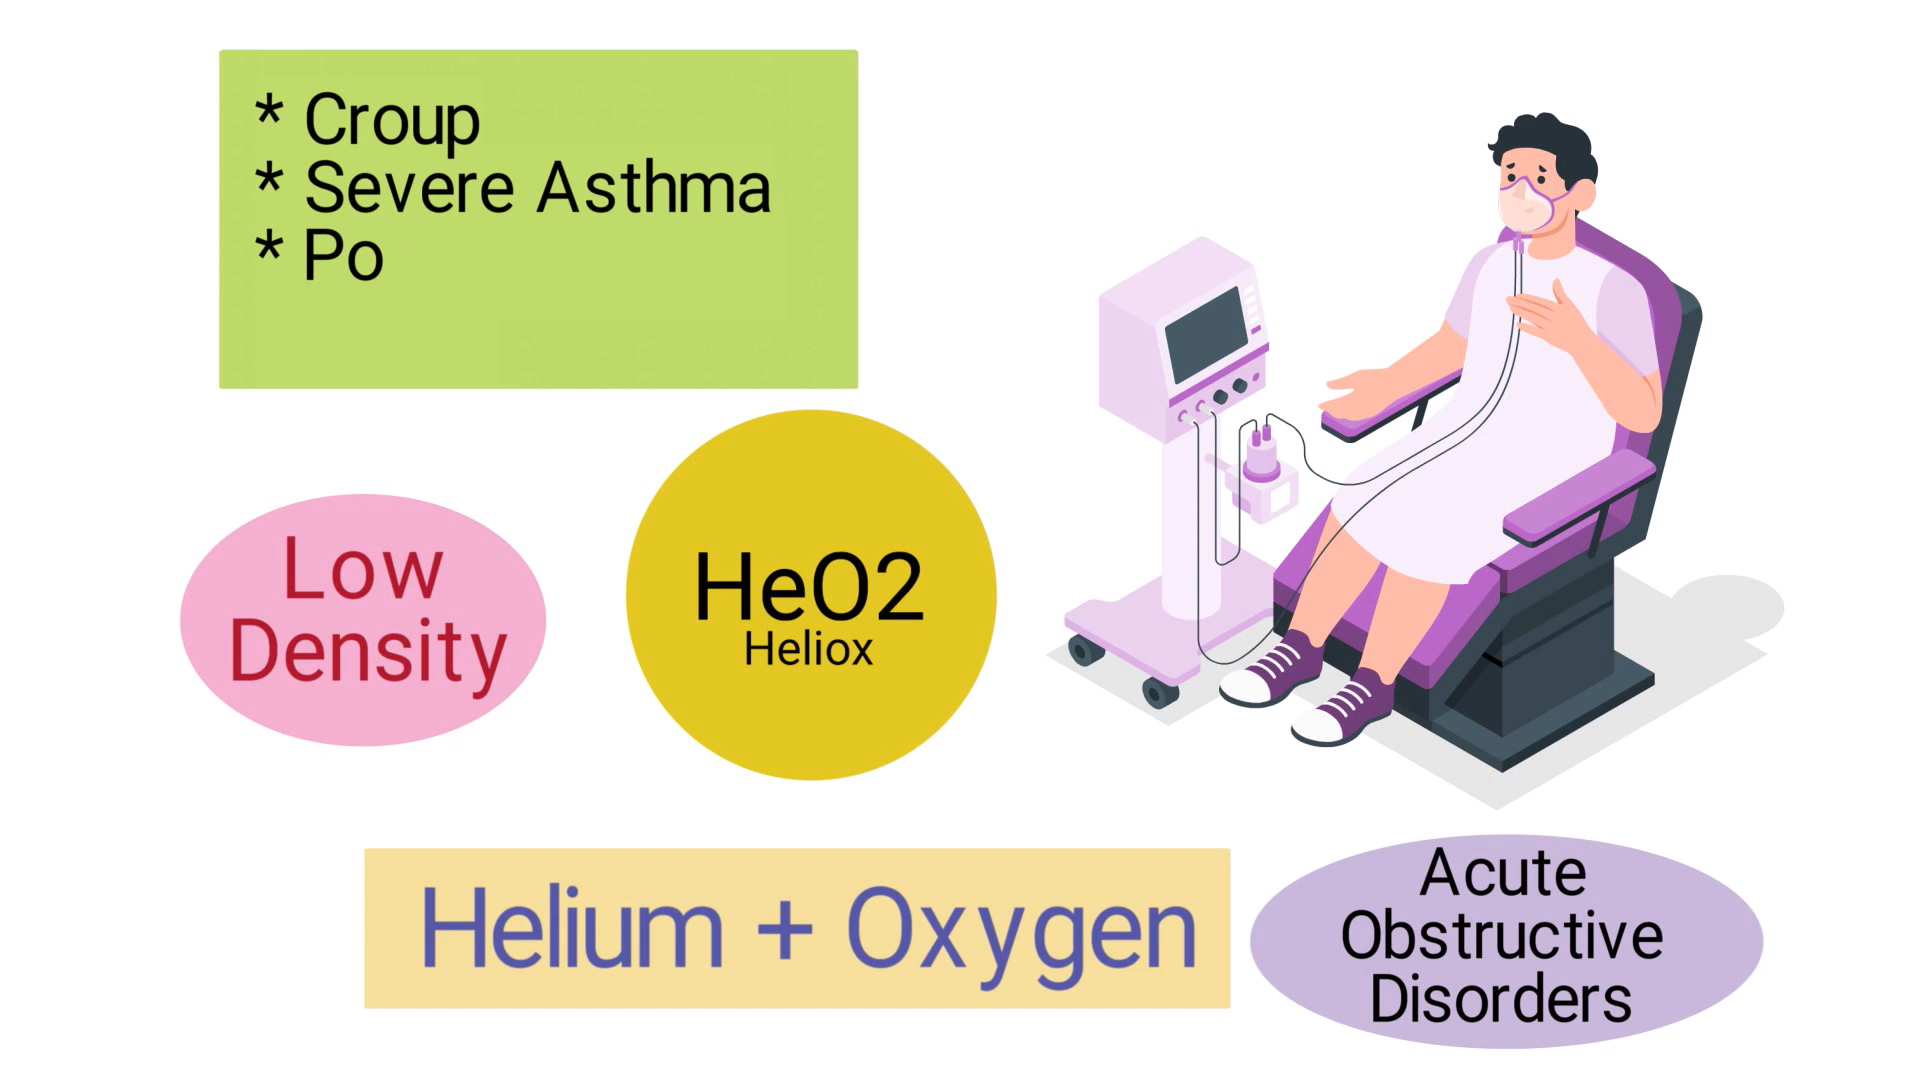 * Croup
* Severe Asthma
* Po
Low
Density
HeO2
Heliox
Helium + Oxygen
Acute
Obstructive
Disorders